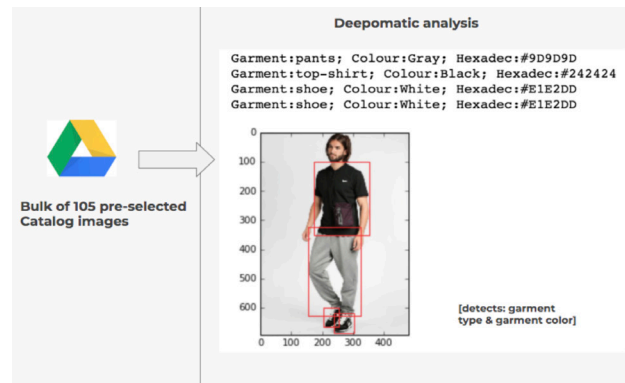 Deepomatic analysis
Garment:pants; Colour:Gray; Hexadec:#9D9D9D
Garment:top-shirt; Colour:Black; Hexadec:#242424
Garment:shoe; Colour:White; Hexadec:#E1E2DD
Garment:shoe; Colour:White; Hexadec:#E1E2DD
Bulk of 105 pre-selected
Catalog images
0
100
200
300
400
500
600
0 100 200 300 400
[detects: garment
type & garment color]